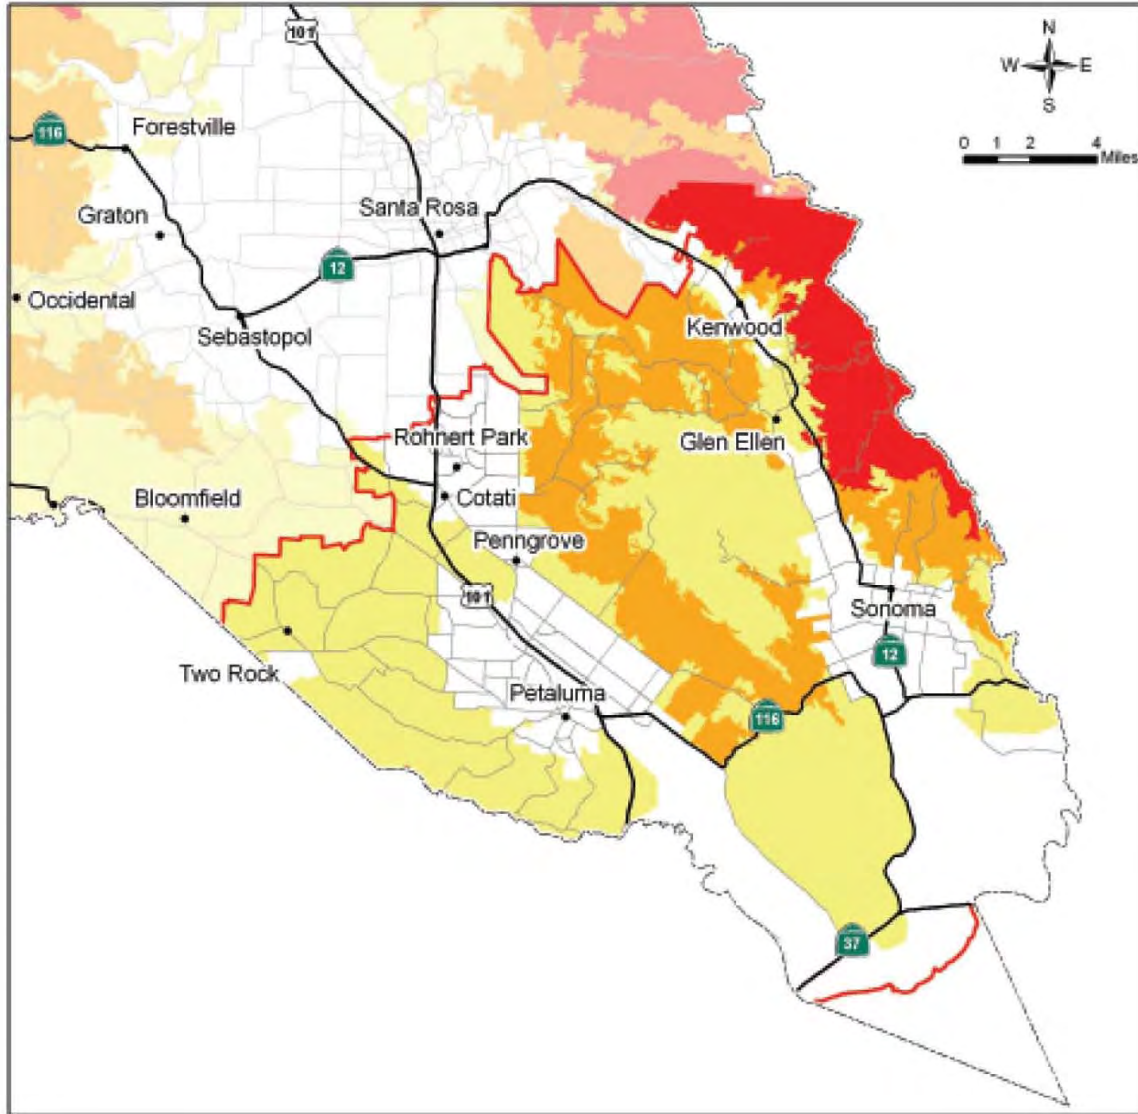 101
N
W E
S
116
Forestville
0 1 2 4
Miles
Graton
Santa Rosa
12
Occidental
Sebastopol
Kenwood
Rohnert Park
Glen Ellen
Bloomfield
Cotati
Penngrove
101
Sonoma
12
Two Rock
Petaluma
116
37